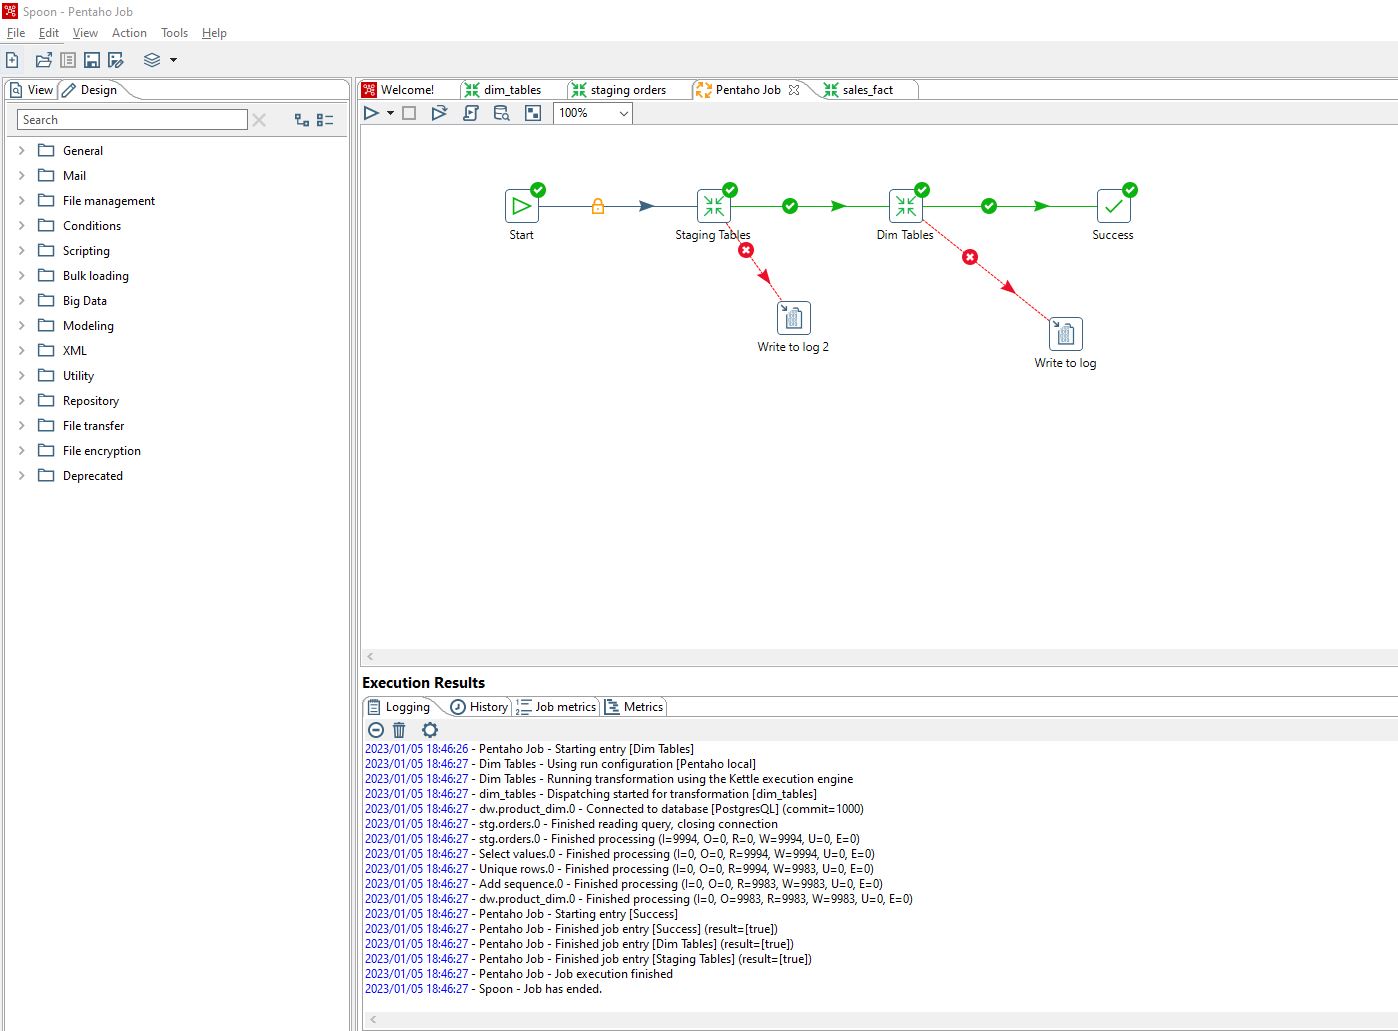 Spoon - Pentaho Job
File Edit View Action Tools Help
View Design
Search
General
Mail
File management
Conditions
Scripting
Bulk loading
Big Data
Modeling
XML
Utility
Repository
File transfer
File encryption
Deprecated
Welcome! dim_tables staging orders Pentaho Job sales_fact
100%
Start Staging Tables Dim Tables Success
Write to log 2
Write to log
Execution Results
Logging History Job metrics Metrics
2023/01/05 18:46:26 - Pentaho Job - Starting entry [Dim Tables]
2023/01/05 18:46:27 - Dim Tables - Using run configuration [Pentaho local]
2023/01/05 18:46:27 - Dim Tables - Running transformation using the Kettle execution engine
2023/01/05 18:46:27 - dim_tables - Dispatching started for transformation [dim_tables]
2023/01/05 18:46:27 - dw.product_dim.0 - Connected to database [PostgresQL] (commit=1000)
2023/01/05 18:46:27 - stg.orders.0 - Finished reading query, closing connection
2023/01/05 18:46:27 - stg.orders.0 - Finished processing (I=9994, O=0, R=0, W=9994, U=0, E=0)
2023/01/05 18:46:27 - Select values.0 - Finished processing (I=0, O=0, R=9994, W=9994, U=0, E=0)
2023/01/05 18:46:27 - Unique rows.0 - Finished processing (I=0, O=0, R=9994, W=9983, U=0, E=0)
2023/01/05 18:46:27 - Add sequence.0 - Finished processing (I=0, O=0, R=9983, W=9983, U=0, E=0)
2023/01/05 18:46:27 - dw.product_dim.0 - Finished processing (I=0, O=9983, R=9983, W=9983, U=0, E=0)
2023/01/05 18:46:27 - Pentaho Job - Starting entry [Success]
2023/01/05 18:46:27 - Pentaho Job - Finished job entry [Success] (result=[true])
2023/01/05 18:46:27 - Pentaho Job - Finished job entry [Dim Tables] (result=[true])
2023/01/05 18:46:27 - Pentaho Job - Finished job entry [Staging Tables] (result=[true])
2023/01/05 18:46:27 - Pentaho Job - Job execution finished
2023/01/05 18:46:27 - Spoon - Job has ended.